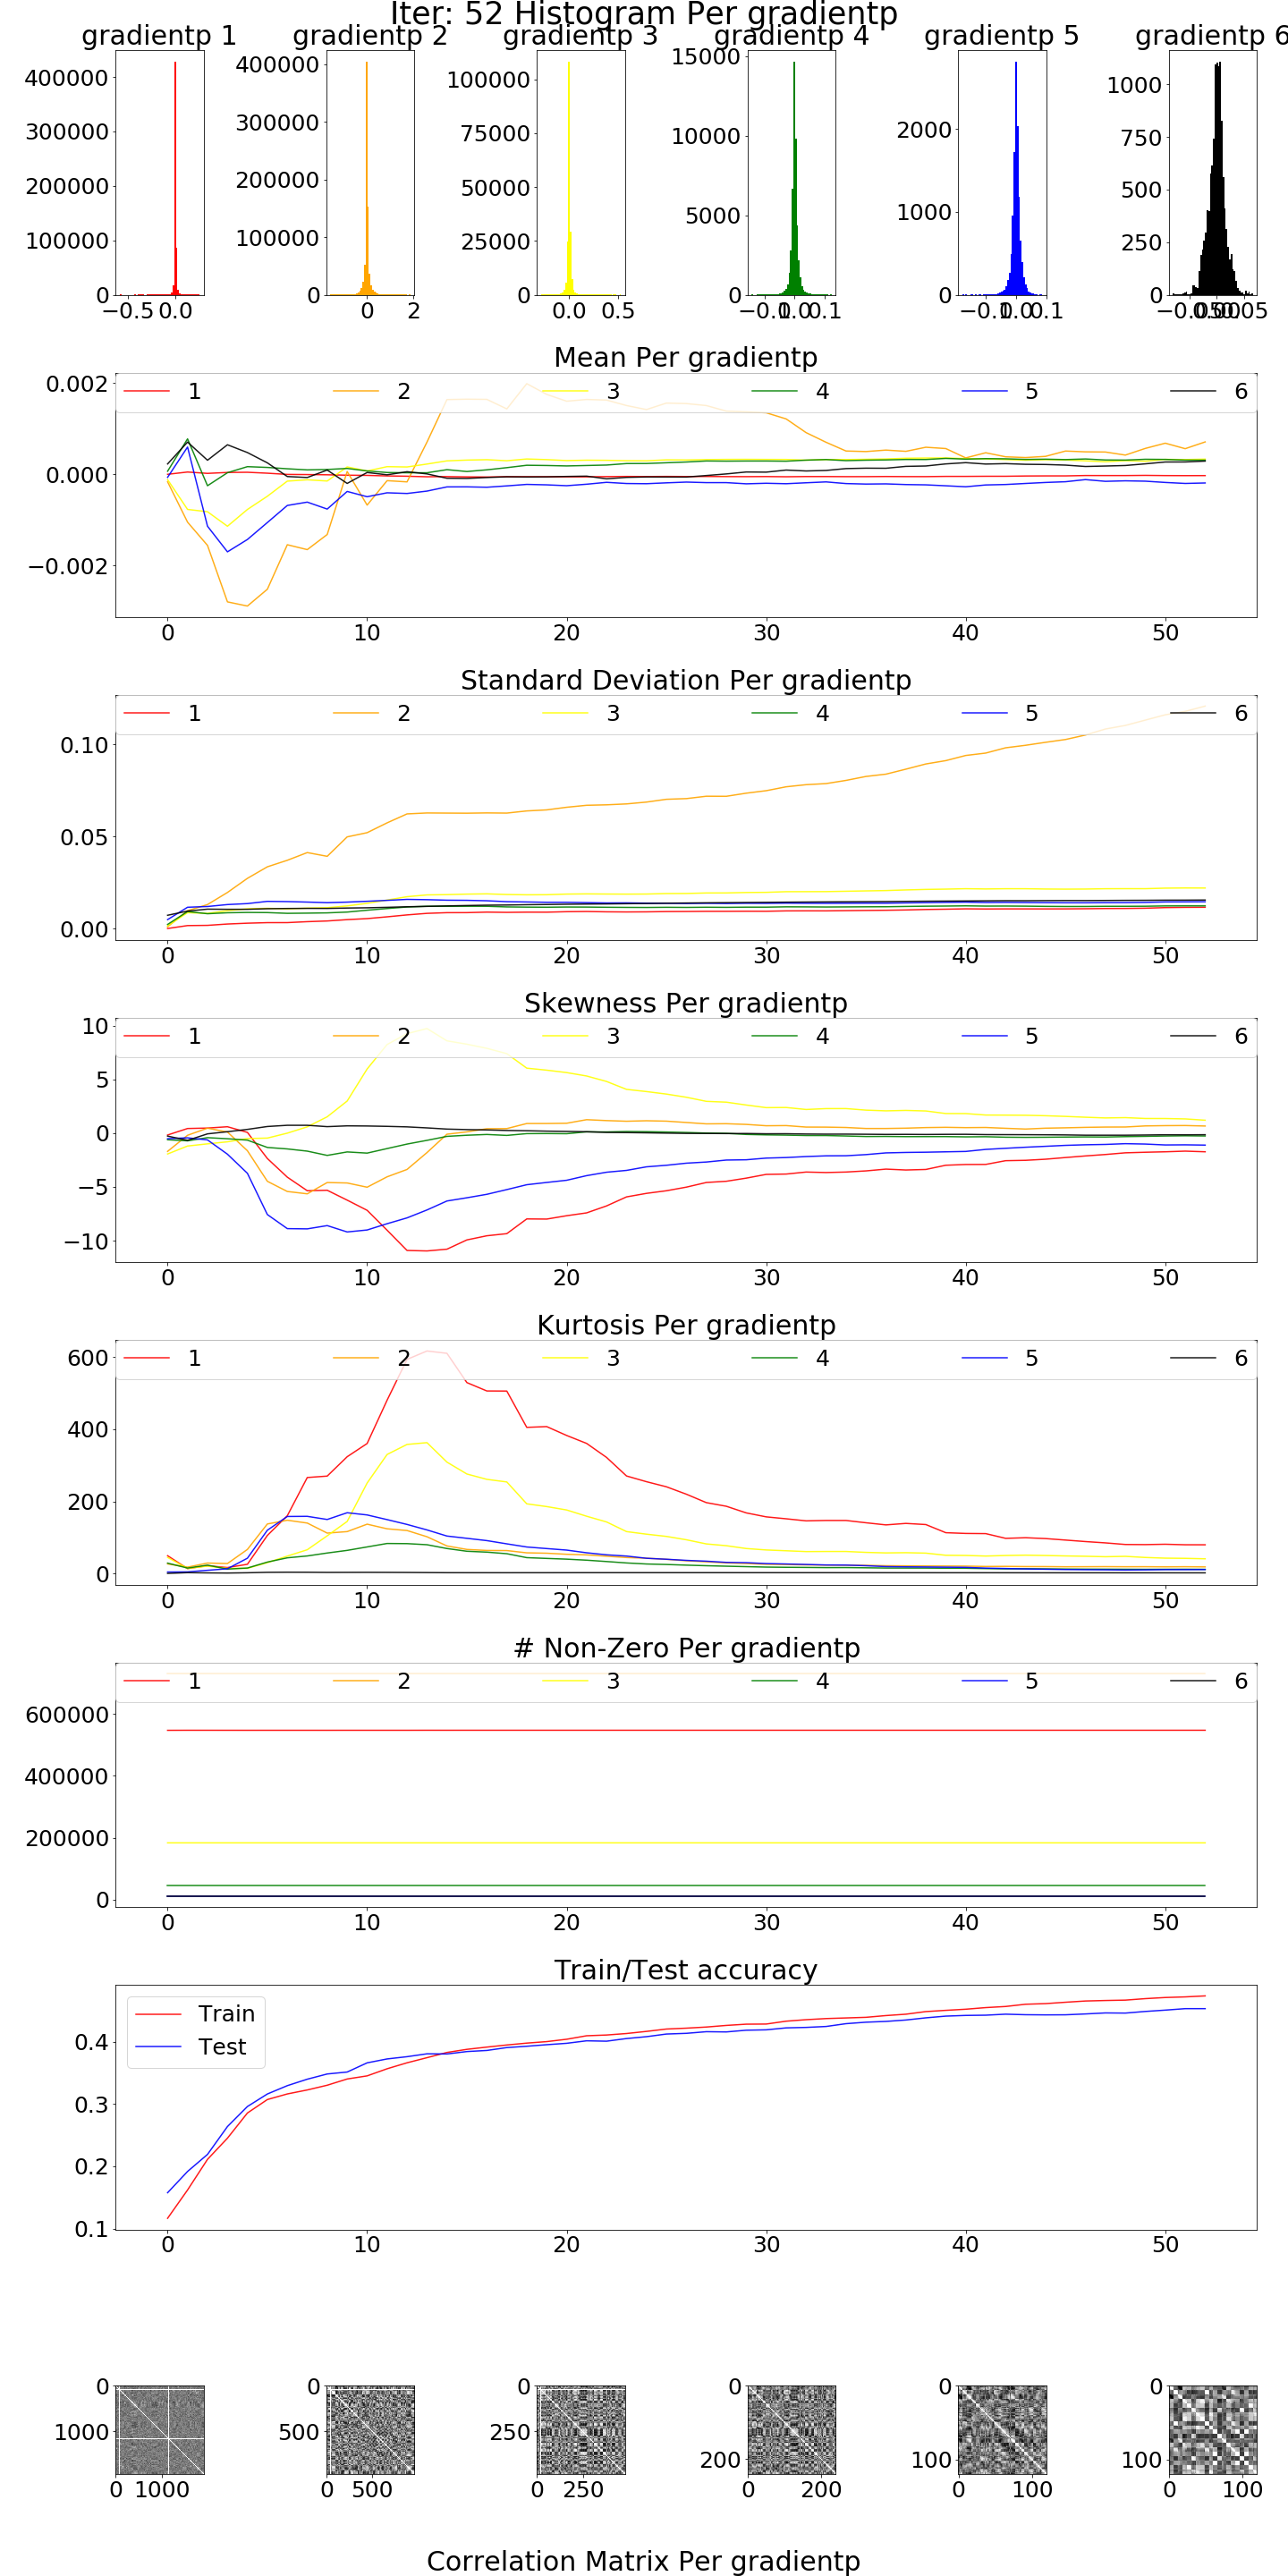 Iter: 52 Histogram Per gradientp
gradientp 1 gradientp 2 gradientp 3 gradientp 4 gradientp 5 gradientp 6
400000 300000 200000 100000 0
−0.5 0.0
400000 300000 200000 100000 0
0 2
100000 75000 50000 25000 0
0.0 0.5
15000 10000 5000 0
0.1
2000 1000 0
0.1
1000 750 500 250 0
Mean Per gradientp
1 2 3 4 5 6
0.002
0.000
−0.002
0 10 20 30 40 50
Standard Deviation Per gradientp
1 2 3 4 5 6
0.10
0.05
0.00
0 10 20 30 40 50
Skewness Per gradientp
1 2 3 4 5 6
10
5
0
−5
−10
0 10 20 30 40 50
Kurtosis Per gradientp
1 2 3 4 5 6
600
400
200
0
0 10 20 30 40 50
# Non-Zero Per gradientp
1 2 3 4 5 6
600000
400000
200000
0
0 10 20 30 40 50
Train/Test accuracy
Train
Test
0.4
0.3
0.2
0.1
0 10 20 30 40 50
0 1000
0 1000
0 500
0 500
0 250
0 250
0 200
0 200
0 100
0 100
0 100
0 100
Correlation Matrix Per gradientp